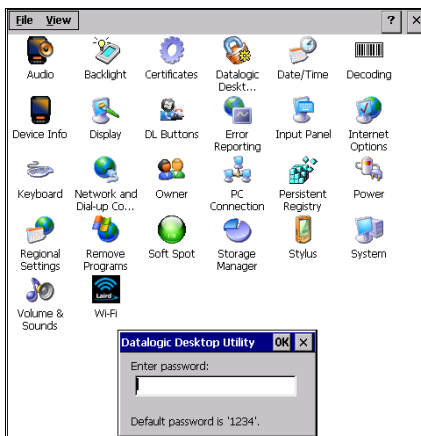 File View ? ×
Audio
Backlight
Certificates
Datalogic
Deskt...
Date/Time
Decoding
Device Info
Display
DL Buttons
Error
Reporting
Input Panel
Internet
Options
Keyboard
Network and
Dial-up Co...
Owner
PC
Connection
Persistent
Registry
Power
Regional
Settings
Remove
Programs
Soft Spot
Storage
Manager
Stylus
System
Volume &
Sounds
Laird
Wi-Fi
Datalogic Desktop Utility OK ×
Enter password:
Default password is '1234'.